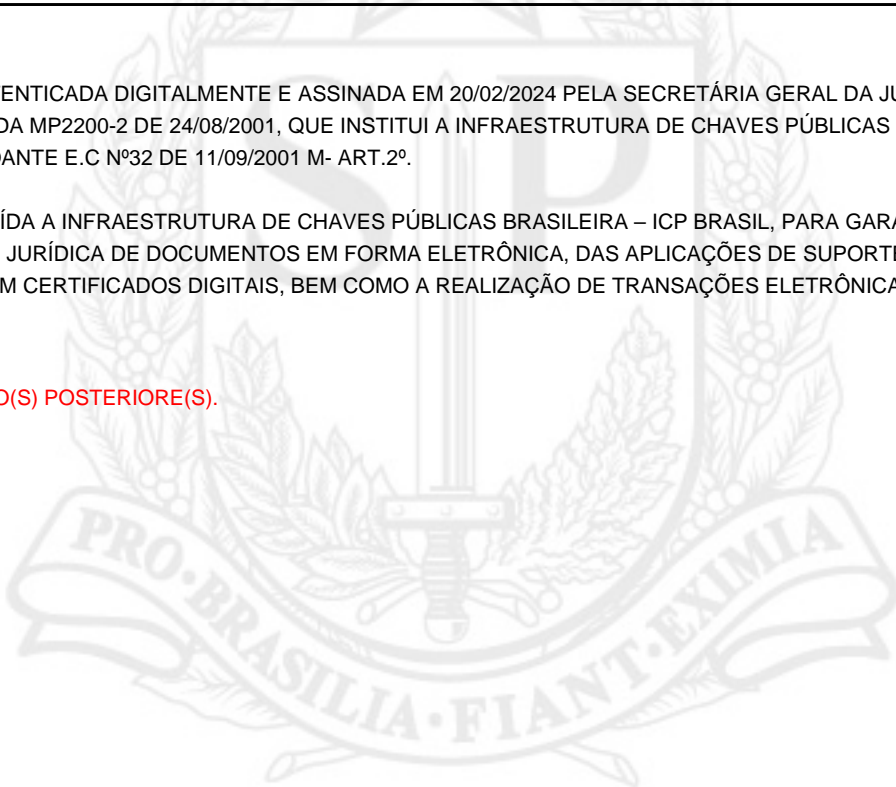 ENTICADA DIGITALMENTE E ASSINADA EM 20/02/2024 PELA SECRETÁRIA GERAL DA JU
DA MP2200-2 DE 24/08/2001, QUE INSTITUI A INFRAESTRUTURA DE CHAVES PÚBLICAS
DANTE E.C Nº32 DE 11/09/2001 M- ART.2º.
ÍDA A INFRAESTRUTURA DE CHAVES PÚBLICAS BRASILEIRA – ICP BRASIL, PARA GARA
JURÍDICA DE DOCUMENTOS EM FORMA ELETRÔNICA, DAS APLICAÇÕES DE SUPORTE
M CERTIFICADOS DIGITAIS, BEM COMO A REALIZAÇÃO DE TRANSAÇÕES ELETRÔNICA
O(S) POSTERIORE(S).
SP
PRO·BRASILIA·FIANT·EXIMIA